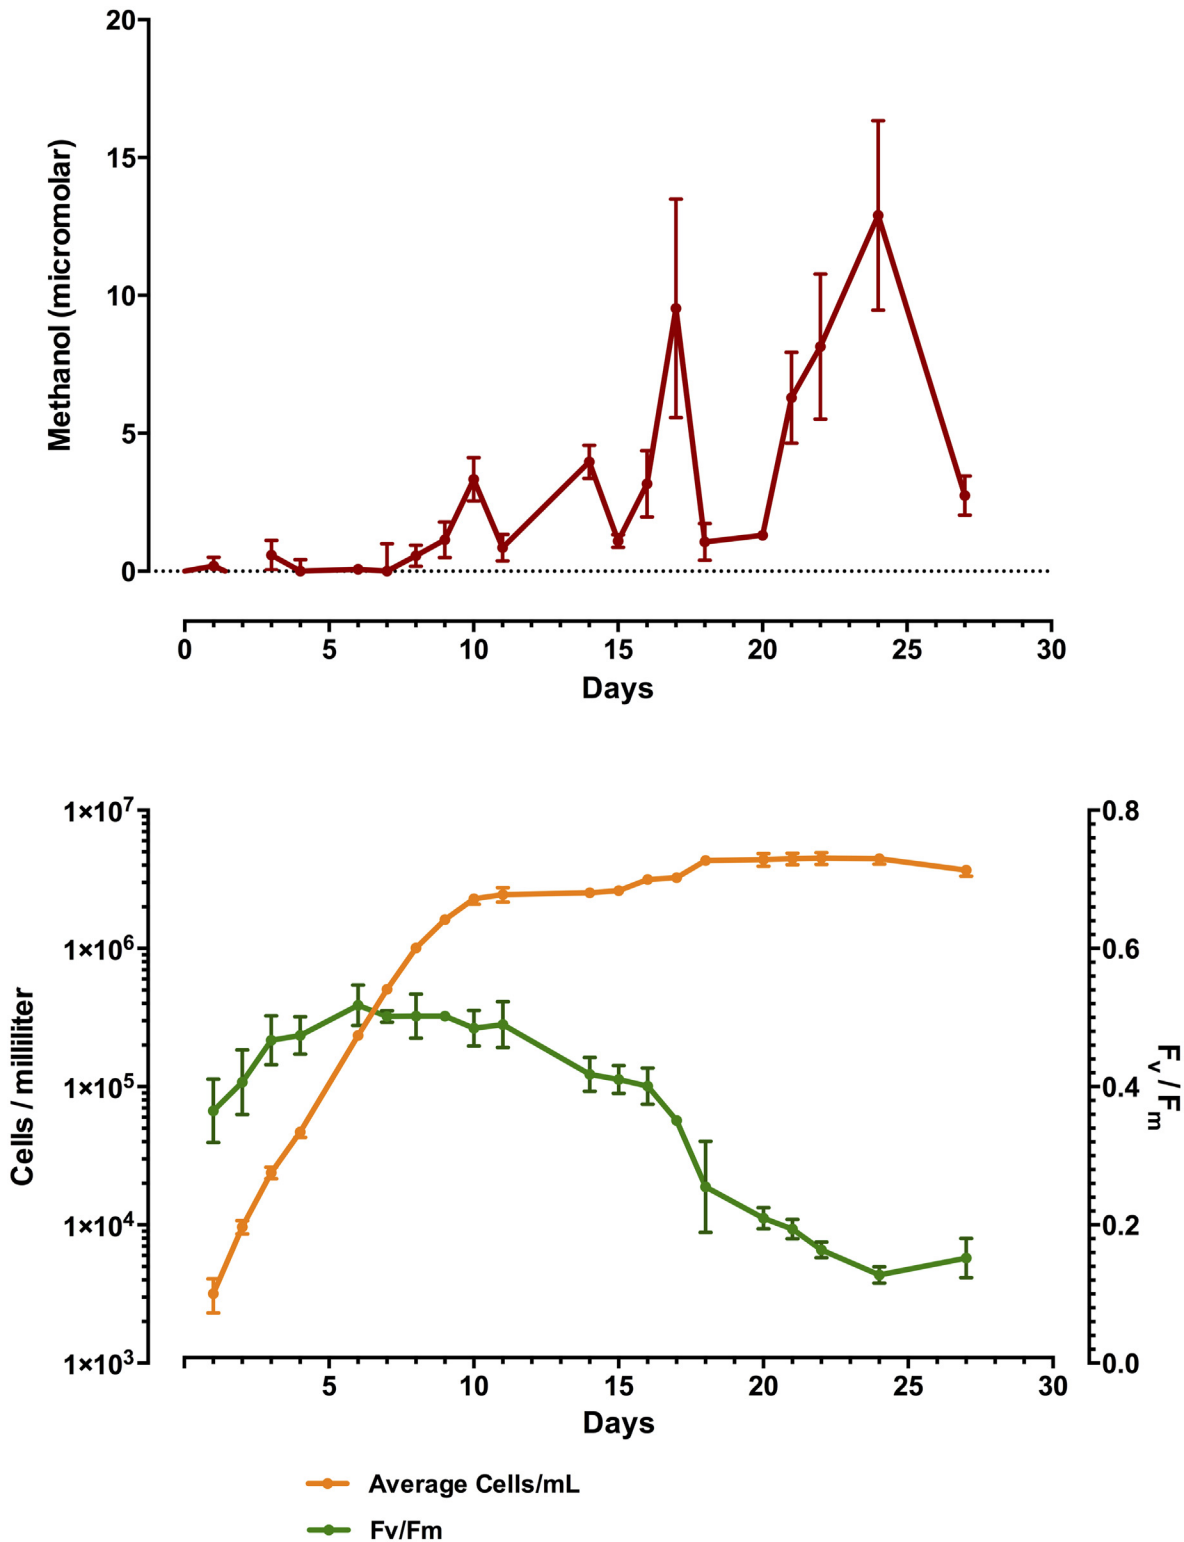 20
15
10
5
0
Methanol (micromolar)
0 5 10 15 20 25 30
Days
1×10⁷
1×10⁶
1×10⁵
1×10⁴
1×10³
Cells / milliliter
0.8
0.6
0.4
0.2
0.0
Fᵥ / Fₘ
5 10 15 20 25 30
Days
Average Cells/mL
Fv/Fm